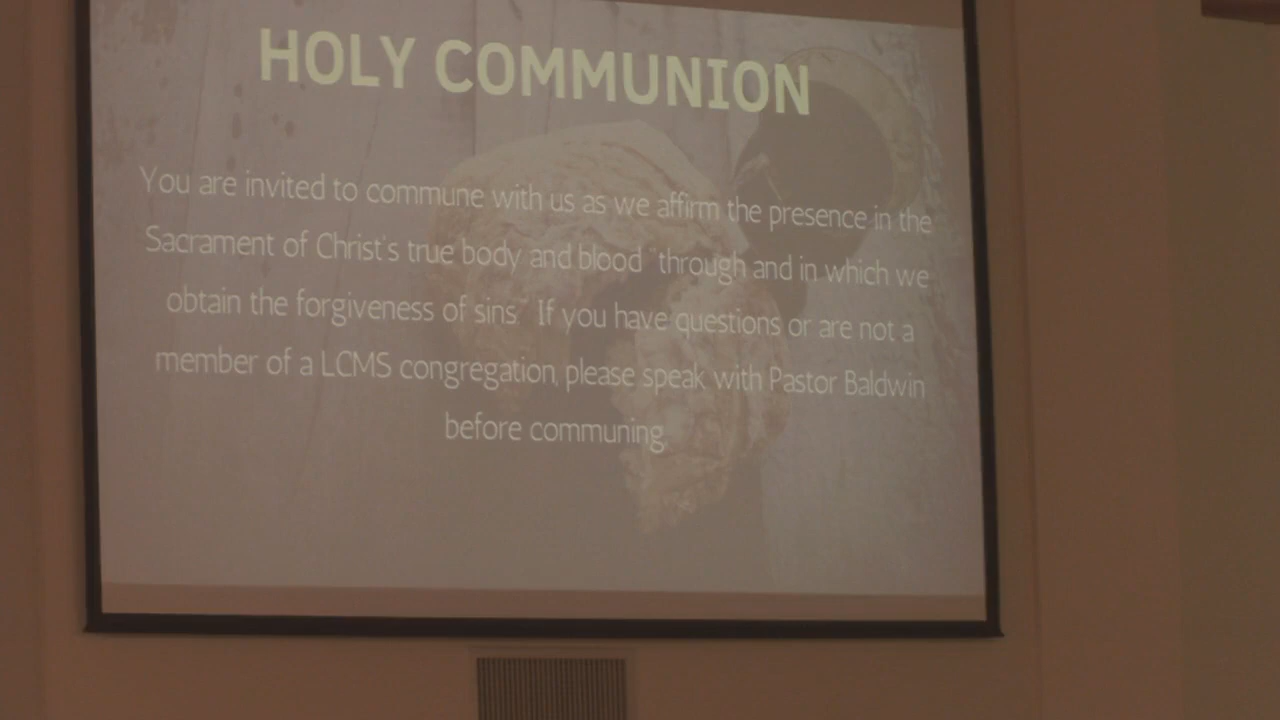 HOLY COMMUNION
You are invited to commune with us as we affirm the presence in the
Sacrament of Christ's true body and blood "through and in which we
obtain the forgiveness of sins." If you have questions or are not a
member of a LCMS congregation, please speak with Pastor Baldwin
before communing.